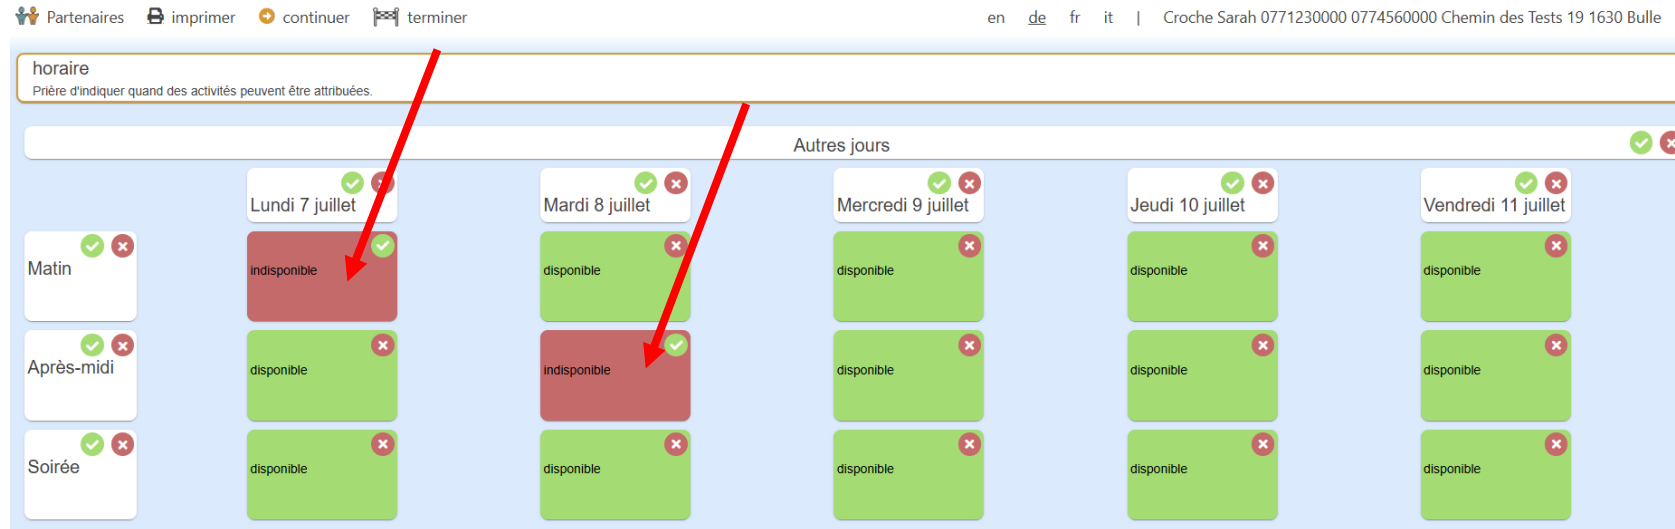 Partenaires imprimer continuer terminer en de fr it | Croche Sarah 0771230000 0774560000 Chemin des Tests 19 1630 Bulle
horaire
Prière d'indiquer quand des activités peuvent être attribuées.
Autres jours
Lundi 7 juillet Mardi 8 juillet Mercredi 9 juillet Jeudi 10 juillet Vendredi 11 juillet
Matin indisponible disponible disponible disponible disponible
Après-midi disponible indisponible disponible disponible disponible
Soirée disponible disponible disponible disponible disponible